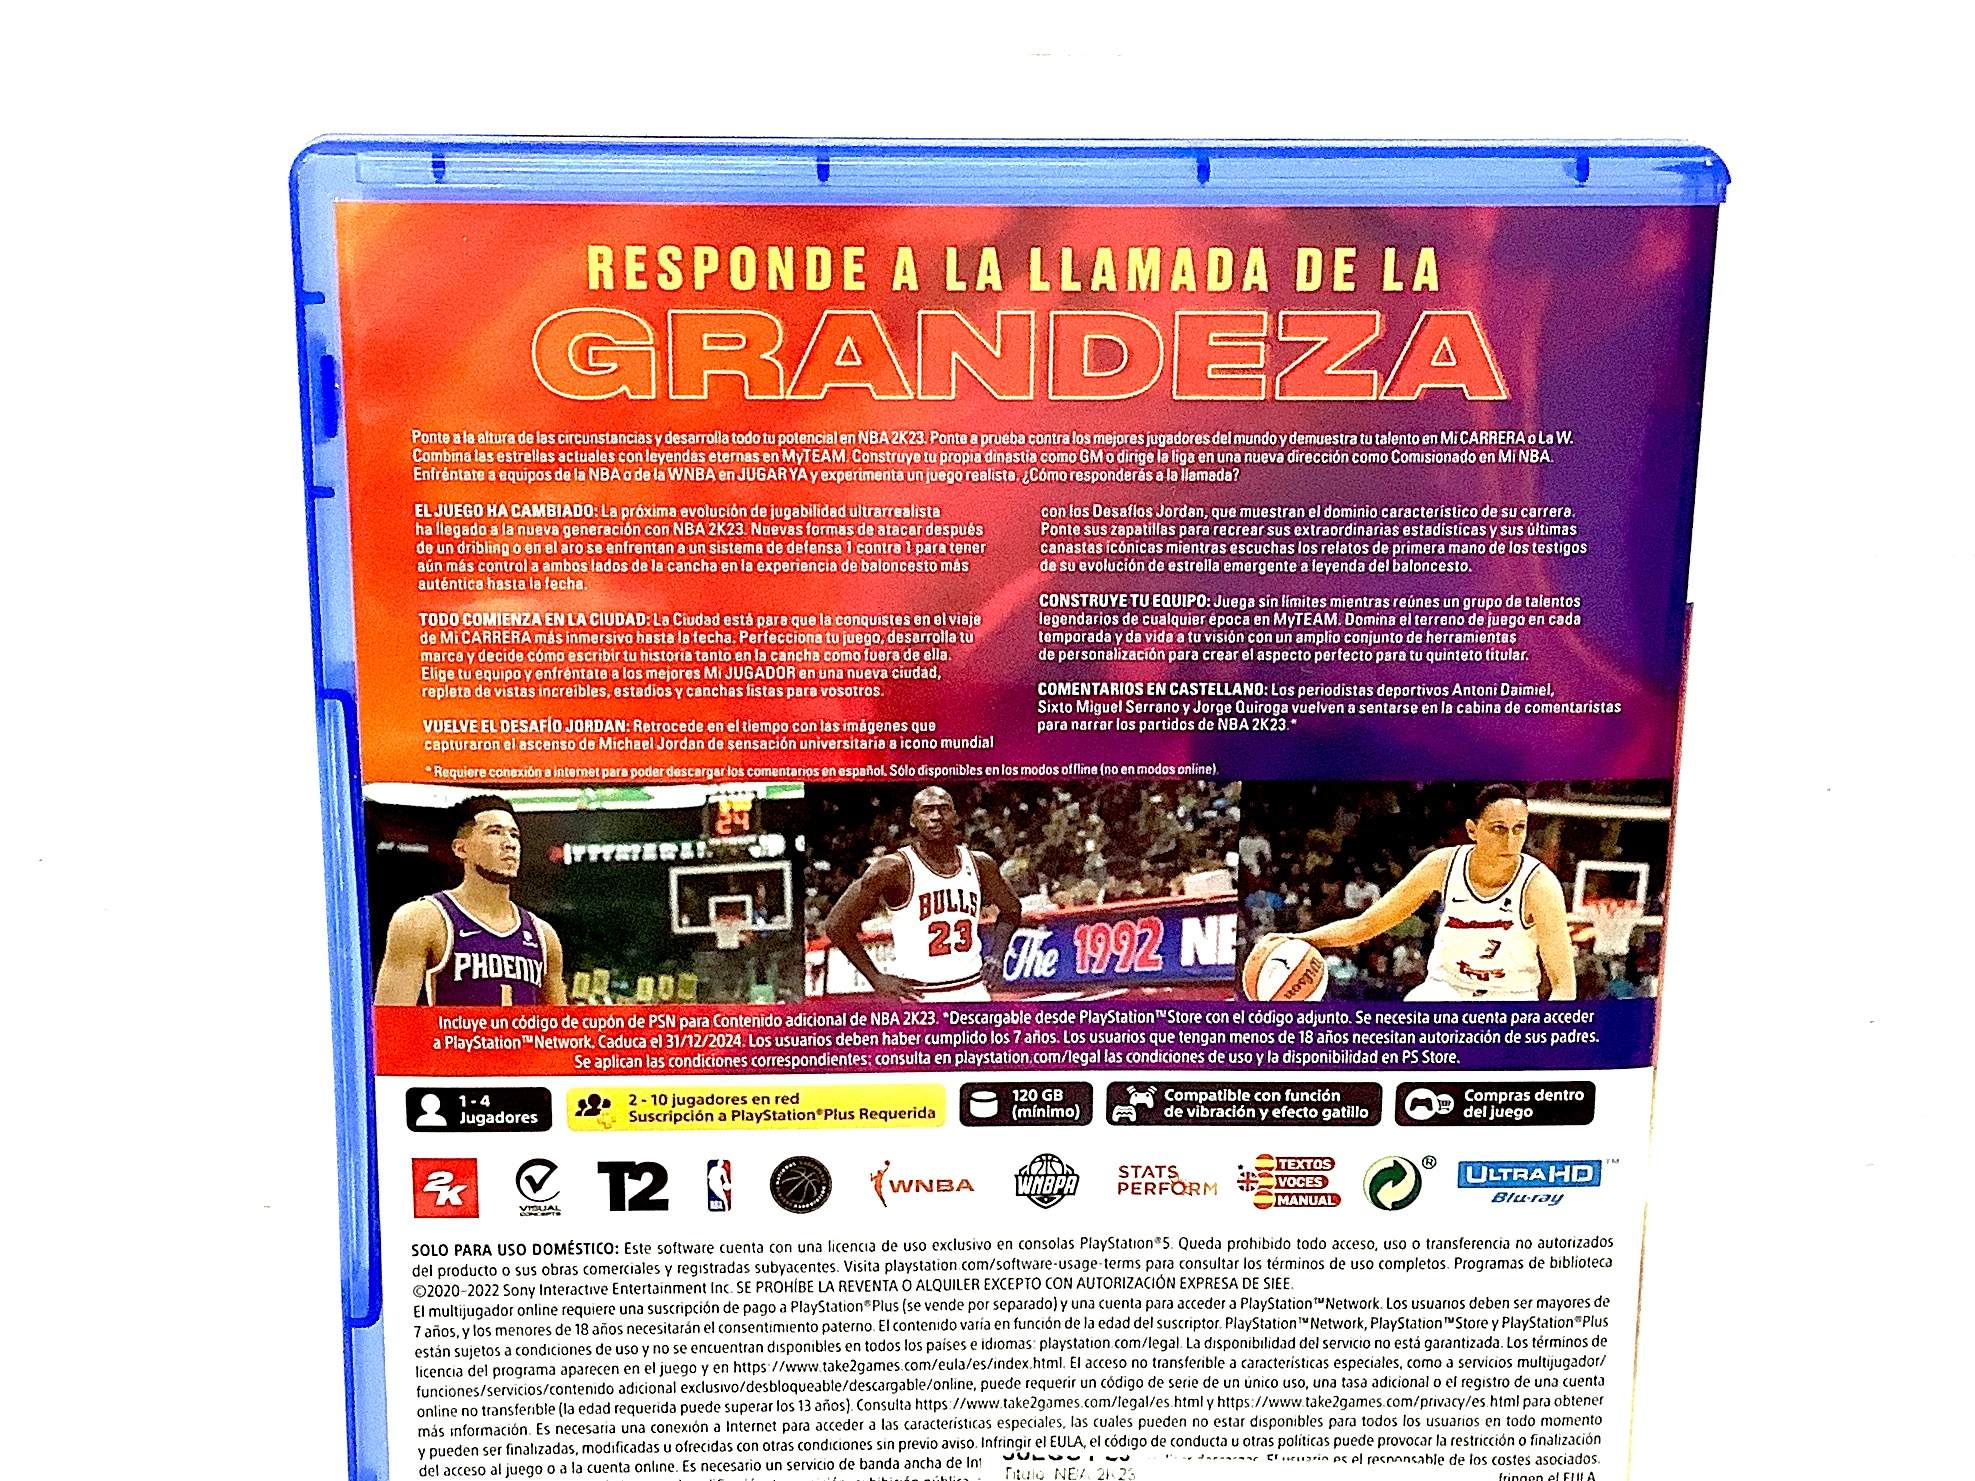 RESPONDE A LA LLAMADA DE LA
GRANDEZA
Ponte a la altura de las circunstancias y desarrolla todo tu potencial en NBA 2K23. Ponte a prueba contra los mejores jugadores del mundo y demuestra tu talento en Mi CARRERA o La W.
Combina las estrellas actuales con leyendas eternas en MyTEAM. Construye tu propia dinastía como GM o dirige la liga en una nueva dirección como Comisionado en Mi NBA.
Enfréntate a equipos de la NBA o de la WNBA en JUGAR YA y experimenta un juego realista. ¿Cómo responderás a la llamada?
EL JUEGO HA CAMBIADO: La próxima evolución de jugabilidad ultrarrealista
ha llegado a la nueva generación con NBA 2K23. Nuevas formas de atacar después
de un dribling o en el aro se enfrentan a un sistema de defensa 1 contra 1 para tener
aún más control a ambos lados de la cancha en la experiencia de baloncesto más
auténtica hasta la fecha.
TODO COMIENZA EN LA CIUDAD: La Ciudad está para que la conquistes en el viaje
de Mi CARRERA más inmersivo hasta la fecha. Perfecciona tu juego, desarrolla tu
marca y decide cómo escribir tu historia tanto en la cancha como fuera de ella.
Elige tu equipo y enfréntate a los mejores Mi JUGADOR en una nueva ciudad,
repleta de vistas increíbles, estadios y canchas listas para vosotros.
VUELVE EL DESAFÍO JORDAN: Retrocede en el tiempo con las imágenes que
capturaron el ascenso de Michael Jordan de sensación universitaria a icono mundial
con los Desafíos Jordan, que muestran el dominio característico de su carrera.
Ponte sus zapatillas para recrear sus extraordinarias estadísticas y sus últimas
canastas icónicas mientras escuchas los relatos de primera mano de los testigos
de su evolución de estrella emergente a leyenda del baloncesto.
CONSTRUYE TU EQUIPO: Juega sin límites mientras reúnes un grupo de talentos
legendarios de cualquier época en MyTEAM. Domina el terreno de juego en cada
temporada y da vida a tu visión con un amplio conjunto de herramientas
de personalización para crear el aspecto perfecto para tu quinteto titular.
COMENTARIOS EN CASTELLANO: Los periodistas deportivos Antoni Daimiel,
Sixto Miguel Serrano y Jorge Quiroga vuelven a sentarse en la cabina de comentaristas
para narrar los partidos de NBA 2K23.*
* Requiere conexión a internet para poder descargar los comentarios en español. Sólo disponibles en los modos offline (no en modos online).
24
PHOENIX
1
BULLS
23
The 1992 NB
Mercury
3
Wilson
Incluye un código de cupón de PSN para Contenido adicional de NBA 2K23. *Descargable desde PlayStation™Store con el código adjunto. Se necesita una cuenta para acceder
a PlayStation™Network. Caduca el 31/12/2024. Los usuarios deben haber cumplido los 7 años. Los usuarios que tengan menos de 18 años necesitan autorización de sus padres.
Se aplican las condiciones correspondientes; consulta en playstation.com/legal las condiciones de uso y la disponibilidad en PS Store.
1 - 4
Jugadores
2 - 10 jugadores en red
Suscripción a PlayStation®Plus Requerida
120 GB
(mínimo)
Compatible con función
de vibración y efecto gatillo
Compras dentro
del juego
2K
VISUAL
CONCEPTS
T2
NBA
WNBA
WNBPA
STATS
PERFORM
TEXTOS
VOCES
MANUAL
®
ULTRA HD™
Blu-ray
SOLO PARA USO DOMÉSTICO: Este software cuenta con una licencia de uso exclusivo en consolas PlayStation®5. Queda prohibido todo acceso, uso o transferencia no autorizados
del producto o sus obras comerciales y registradas subyacentes. Visita playstation.com/software-usage-terms para consultar los términos de uso completos. Programas de biblioteca
©2020-2022 Sony Interactive Entertainment Inc. SE PROHÍBE LA REVENTA O ALQUILER EXCEPTO CON AUTORIZACIÓN EXPRESA DE SIEE.
El multijugador online requiere una suscripción de pago a PlayStation®Plus (se vende por separado) y una cuenta para acceder a PlayStation™Network. Los usuarios deben ser mayores de
7 años, y los menores de 18 años necesitarán el consentimiento paterno. El contenido varía en función de la edad del suscriptor. PlayStation™Network, PlayStation™Store y PlayStation®Plus
están sujetos a condiciones de uso y no se encuentran disponibles en todos los países e idiomas: playstation.com/legal. La disponibilidad del servicio no está garantizada. Los términos de
licencia del programa aparecen en el juego y en https://www.take2games.com/eula/es/index.html. El acceso no transferible a características especiales, como a servicios multijugador/
funciones/servicios/contenido adicional exclusivo/desbloqueable/descargable/online, puede requerir un código de serie de un único uso, una tasa adicional o el registro de una cuenta
online no transferible (la edad requerida puede superar los 13 años). Consulta https://www.take2games.com/legal/es.html y https://www.take2games.com/privacy/es.html para obtener
más información. Es necesaria una conexión a Internet para acceder a las características especiales, las cuales pueden no estar disponibles para todos los usuarios en todo momento
y pueden ser finalizadas, modificadas u ofrecidas con otras condiciones sin previo aviso. Infringir el EULA, el código de conducta u otras políticas puede provocar la restricción o finalización
del acceso al juego o a la cuenta online. Es necesario un servicio de banda ancha de Int
El usuario es el responsable de los costes asociados.
Titulo NBA 2k23
fringen el EULA